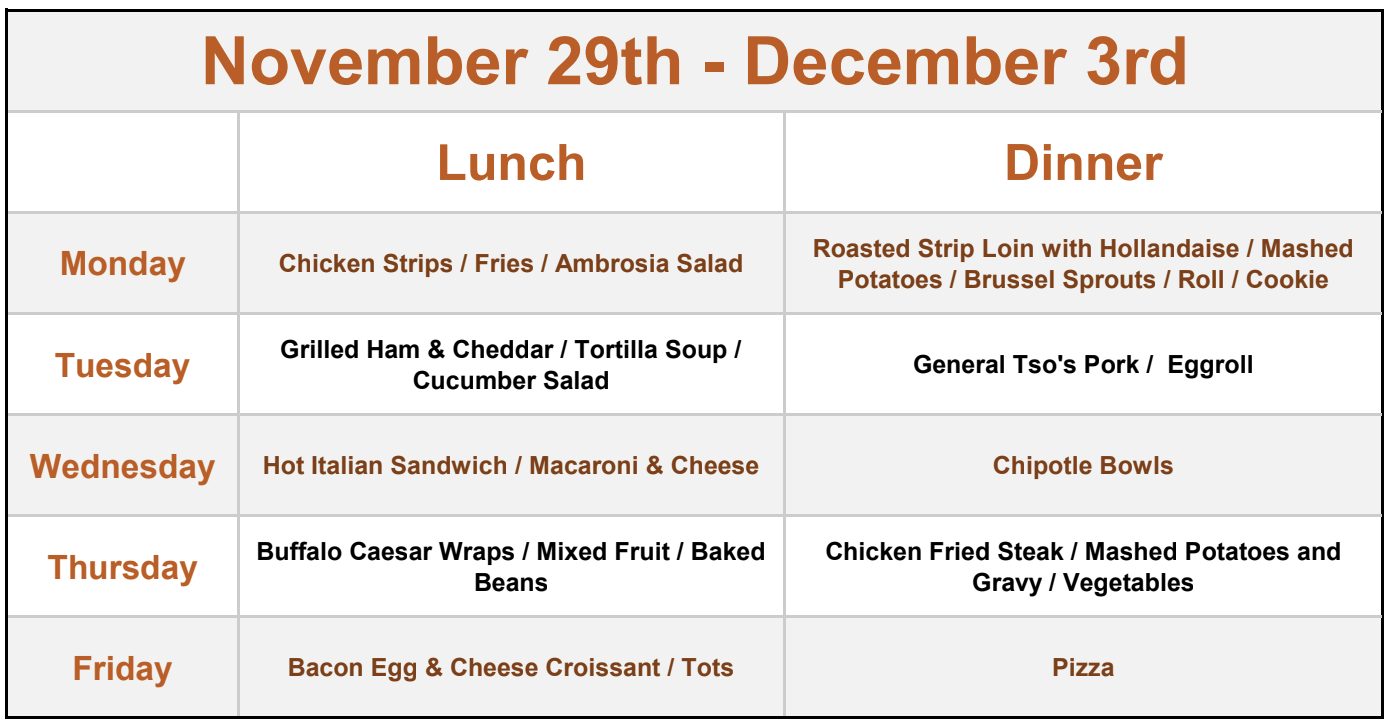 November 29th - December 3rd
Lunch
Dinner
Monday
Chicken Strips / Fries / Ambrosia Salad
Roasted Strip Loin with Hollandaise / Mashed
Potatoes / Brussel Sprouts / Roll / Cookie
Tuesday
Grilled Ham & Cheddar / Tortilla Soup /
Cucumber Salad
General Tso's Pork /  Eggroll
Wednesday
Hot Italian Sandwich / Macaroni & Cheese
Chipotle Bowls
Thursday
Buffalo Caesar Wraps / Mixed Fruit / Baked
Beans
Chicken Fried Steak / Mashed Potatoes and
Gravy / Vegetables
Friday
Bacon Egg & Cheese Croissant / Tots
Pizza